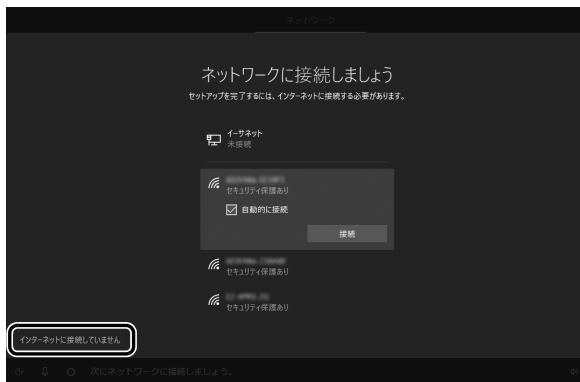 ネットワーク
ネットワークに接続しましょう
セットアップを完了するには、インターネットに接続する必要があります。
イーサネット
未接続
セキュリティ保護あり
自動的に接続
接続
セキュリティ保護あり
セキュリティ保護あり
インターネットに接続していません
次にネットワークに接続しましょう。